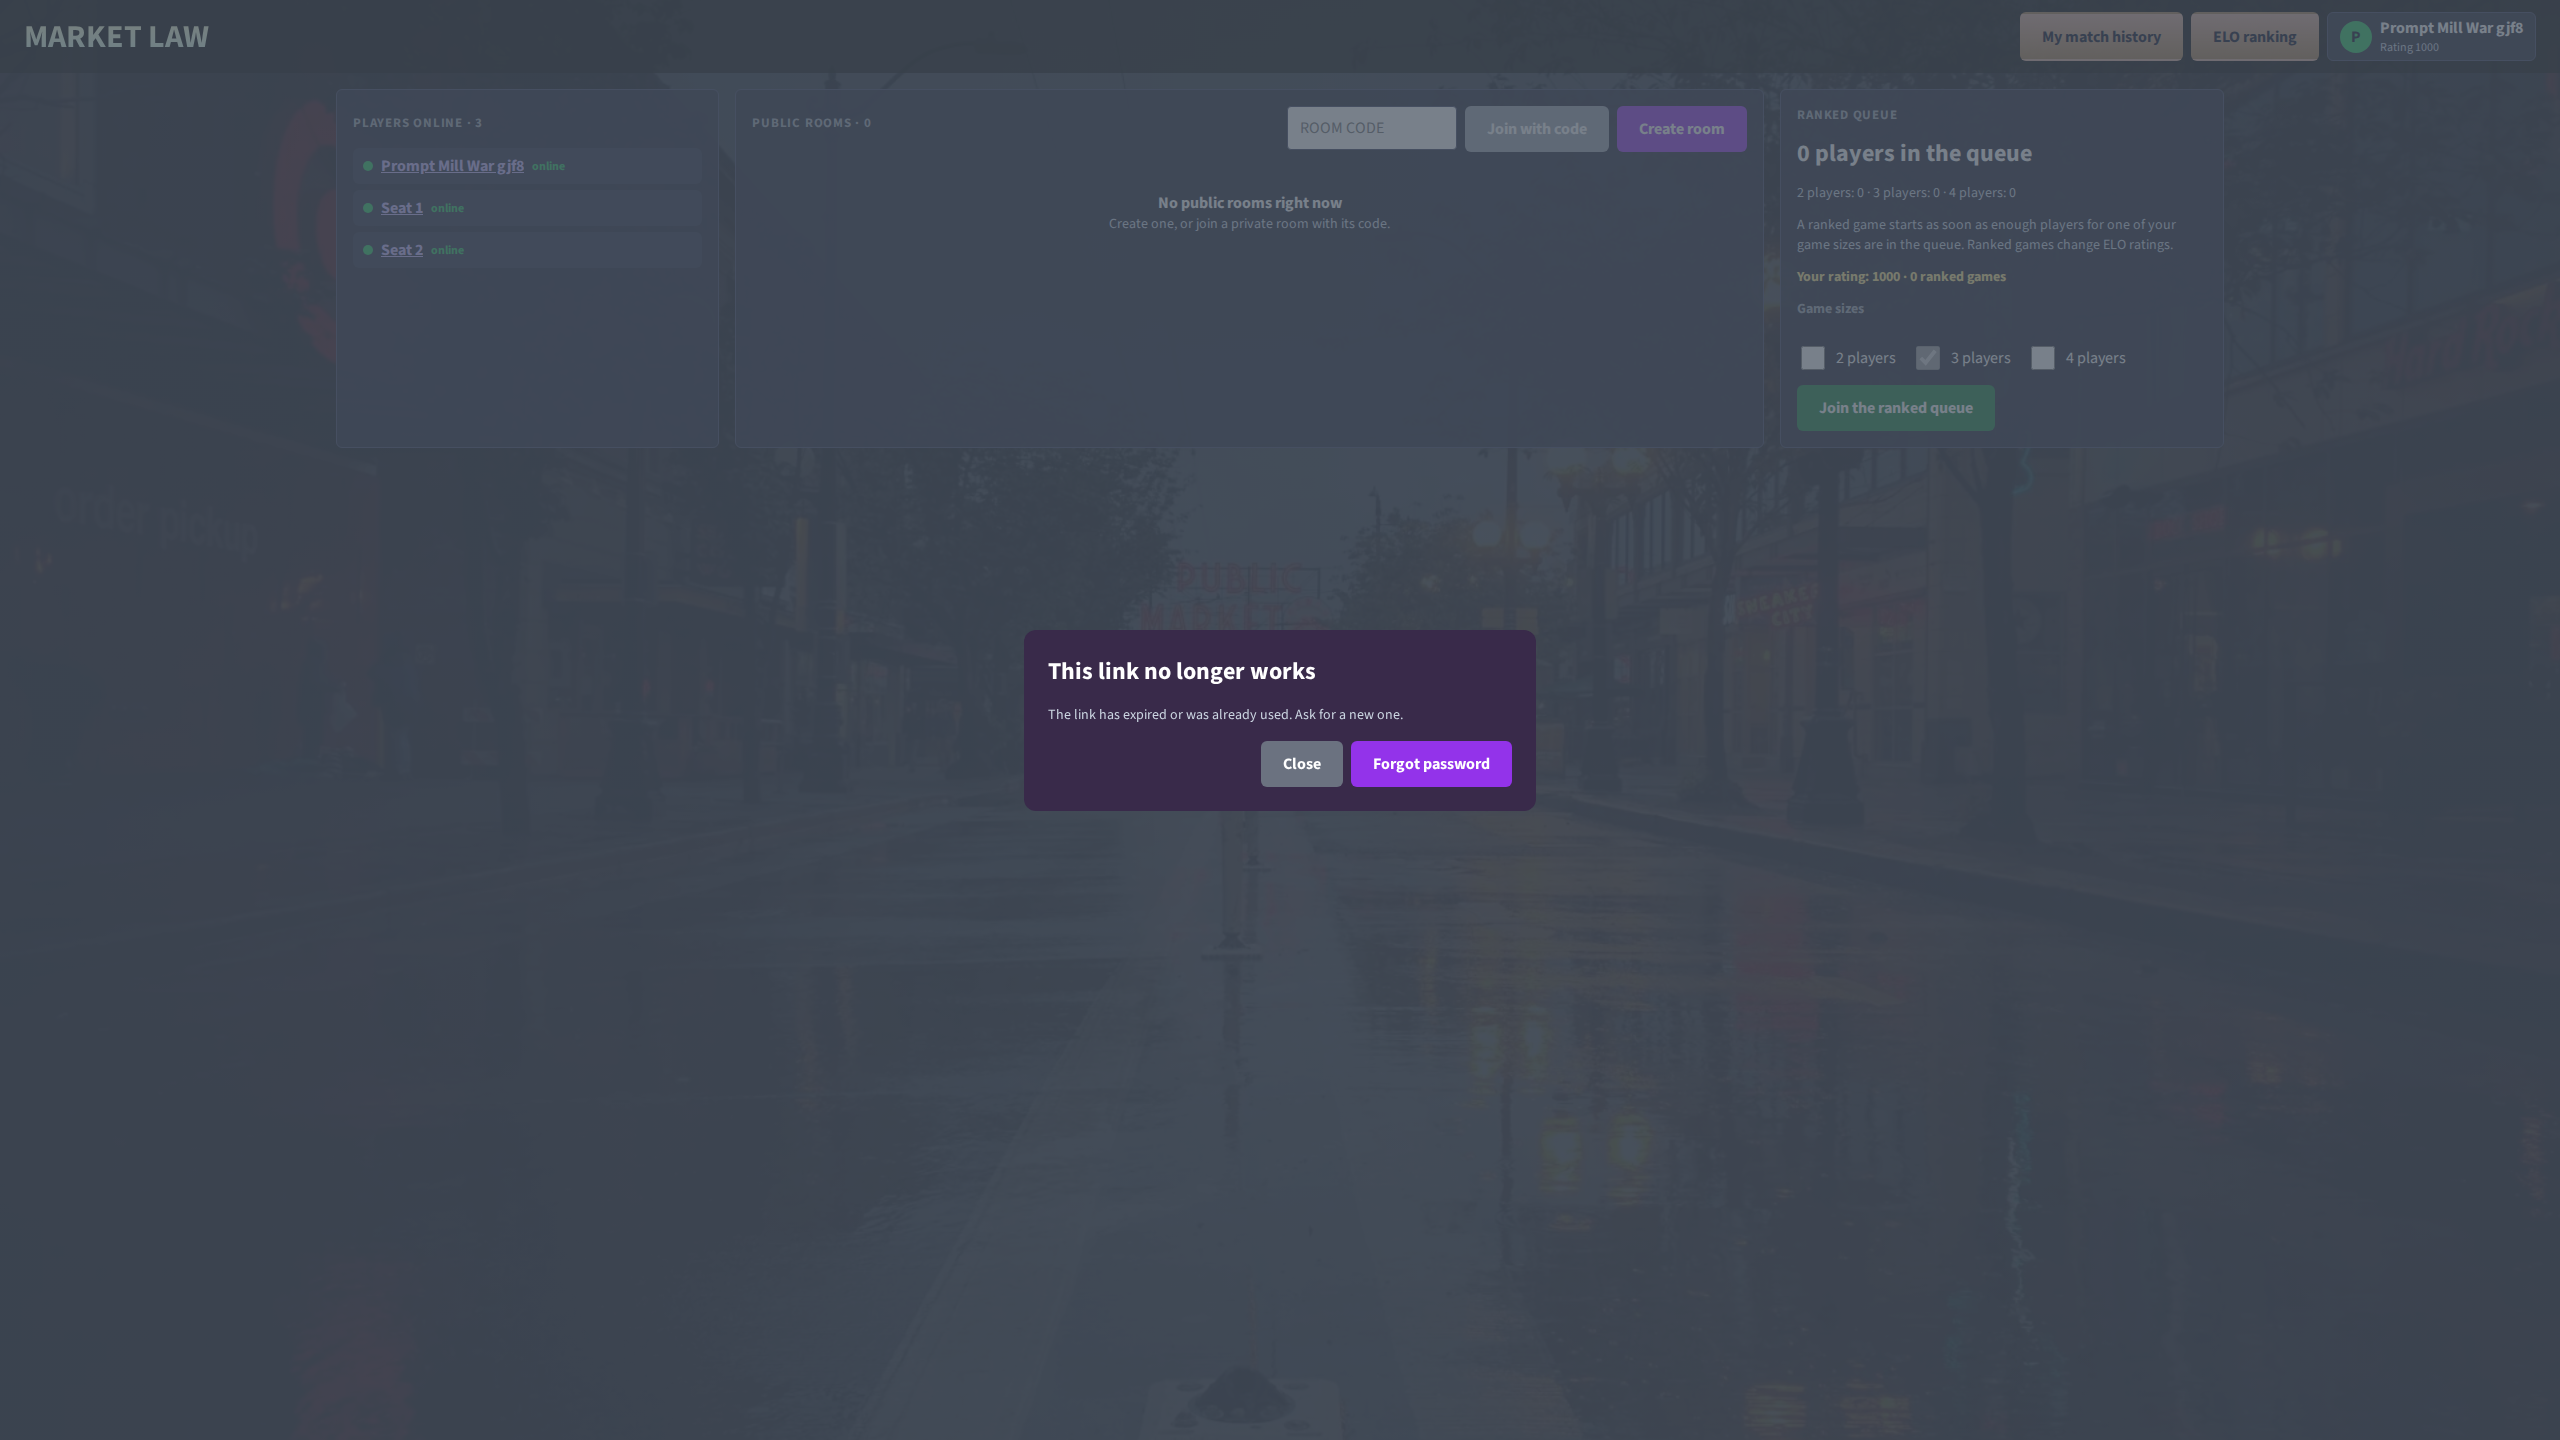 MARKET LAW
My match history
ELO ranking
P
Prompt Mill War gjf8
Rating 1000
PLAYERS ONLINE · 3
Prompt Mill War gjf8 online
Seat 1 online
Seat 2 online
PUBLIC ROOMS · 0
ROOM CODE
Join with code
Create room
No public rooms right now
Create one, or join a private room with its code.
RANKED QUEUE
0 players in the queue
2 players: 0 · 3 players: 0 · 4 players: 0
A ranked game starts as soon as enough players for one of your
game sizes are in the queue. Ranked games change ELO ratings.
Your rating: 1000 · 0 ranked games
Game sizes
2 players
3 players
4 players
Join the ranked queue
order pickup
PUBLIC
MARKET
SNEAKER
CITY
This link no longer works
The link has expired or was already used. Ask for a new one.
Close
Forgot password